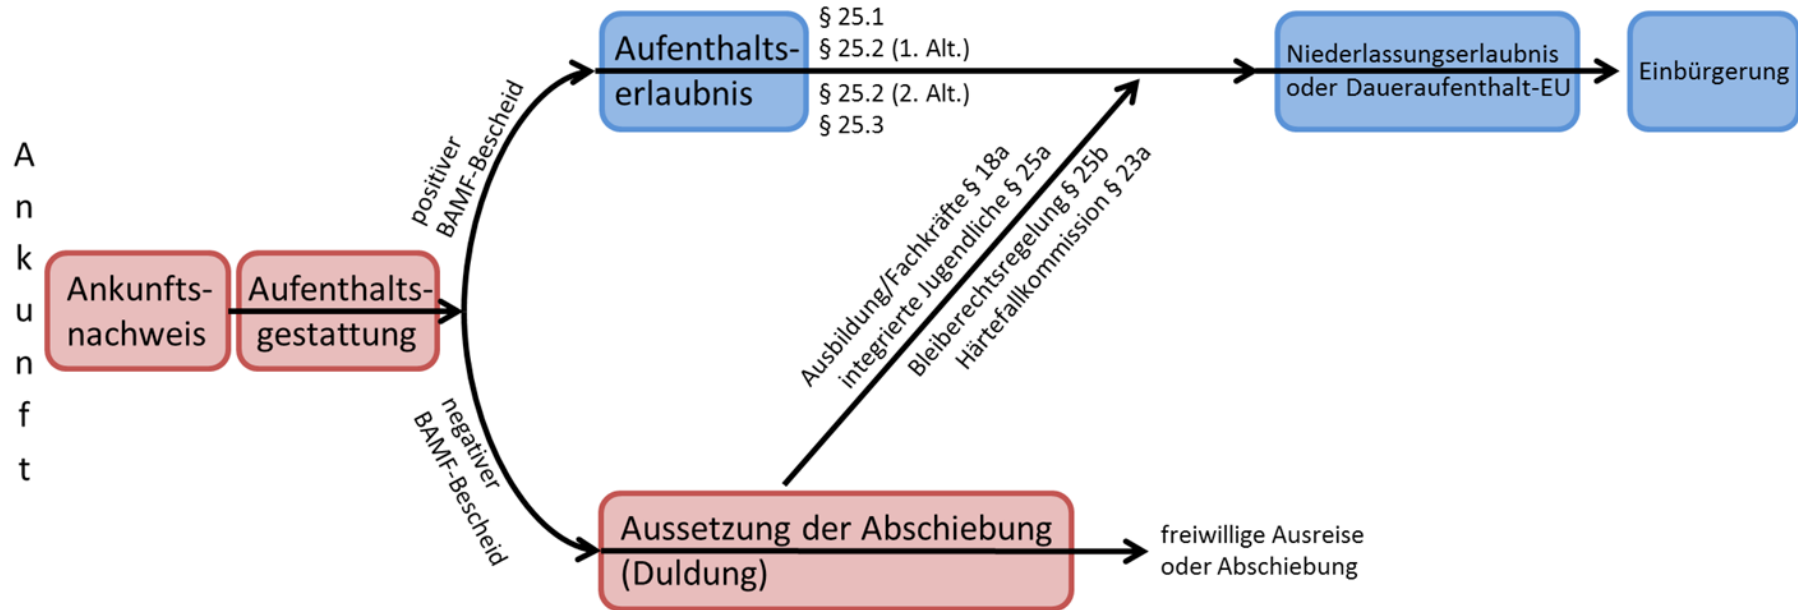 Ankunft
Ankunfts-
nachweis
Aufenthalts-
gestattung
positiver
BAMF-Bescheid
negativer
BAMF-Bescheid
Aufenthalts-
erlaubnis
§ 25.1
§ 25.2 (1. Alt.)
§ 25.2 (2. Alt.)
§ 25.3
Niederlassungserlaubnis
oder Daueraufenthalt-EU
Einbürgerung
Ausbildung/Fachkräfte § 18a
integrierte Jugendliche § 25a
Bleiberechtsregelung § 25b
Härtefallkommission § 23a
Aussetzung der Abschiebung
(Duldung)
freiwillige Ausreise
oder Abschiebung